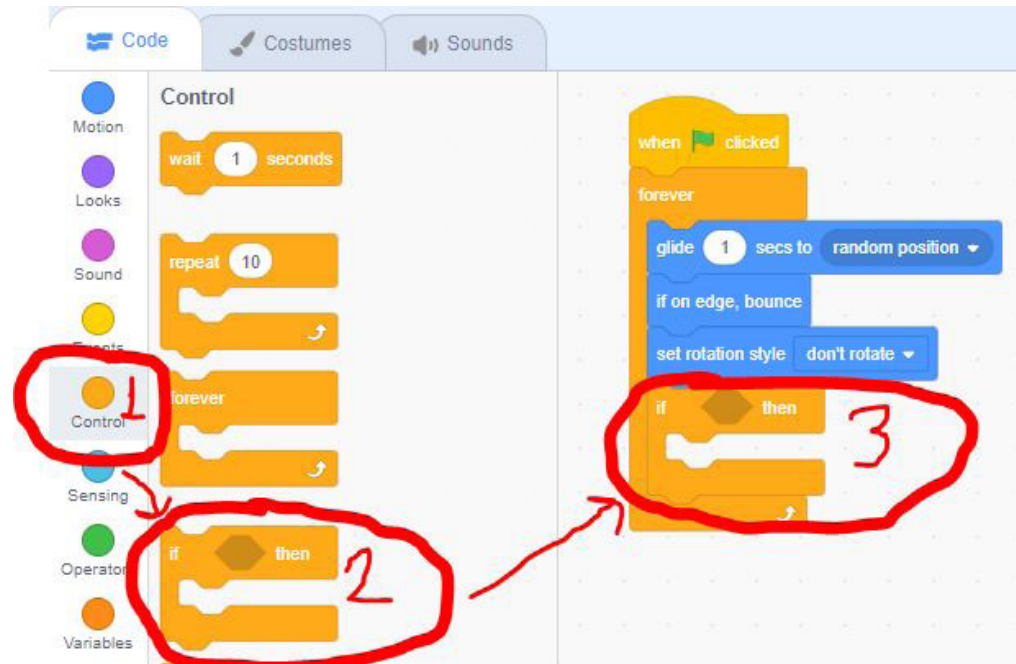 Code
Costumes
Sounds
Motion
Looks
Sound
Events
Control
Sensing
Operator
Variables
Control
wait 1 seconds
repeat 10
forever
if then
when clicked
forever
glide 1 secs to random position
if on edge, bounce
set rotation style don't rotate
if then
1
2
3